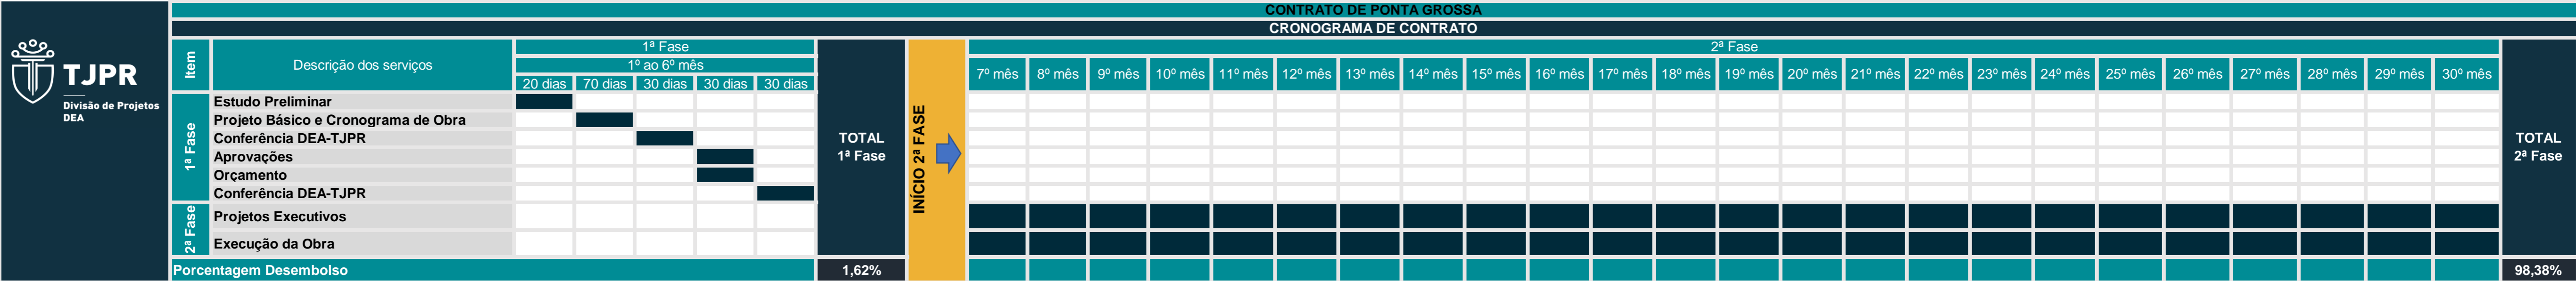 CONTRATO DE PONTA GROSSA
CRONOGRAMA DE CONTRATO
TJPR
Divisão de Projetos
DEA
Item
Descrição dos serviços
1ª Fase
1º ao 6º mês
20 dias 70 dias 30 dias 30 dias 30 dias
2ª Fase
7º mês 8º mês 9º mês 10º mês 11º mês 12º mês 13º mês 14º mês 15º mês 16º mês 17º mês 18º mês 19º mês 20º mês 21º mês 22º mês 23º mês 24º mês 25º mês 26º mês 27º mês 28º mês 29º mês 30º mês
1ª Fase
Estudo Preliminar
Projeto Básico e Cronograma de Obra
Conferência DEA-TJPR
Aprovações
Orçamento
Conferência DEA-TJPR
2ª Fase
Projetos Executivos
Execução da Obra
TOTAL
1ª Fase
INÍCIO 2ª FASE
TOTAL
2ª Fase
Porcentagem Desembolso 1,62% 98,38%